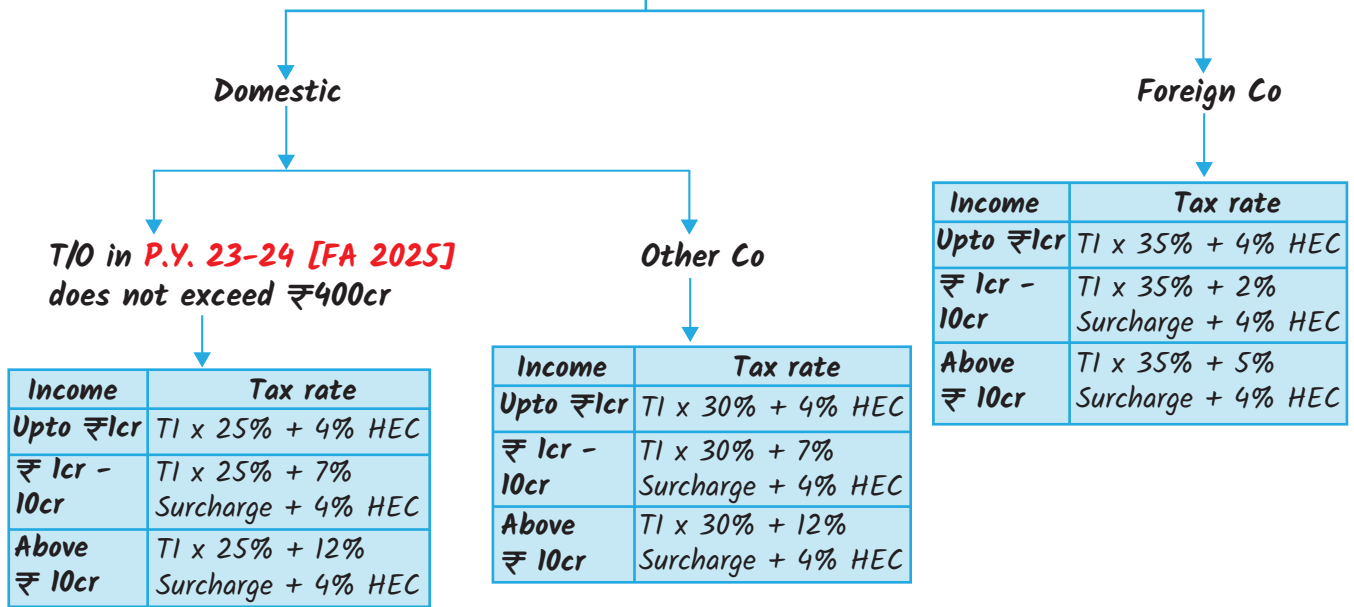 Domestic
Foreign Co
T/O in P.Y. 23-24 [FA 2025]
does not exceed ₹400cr
Other Co
Income Tax rate
Upto ₹1cr TI x 25% + 4% HEC
₹ 1cr - TI x 25% + 7%
10cr Surcharge + 4% HEC
Above TI x 25% + 12%
₹ 10cr Surcharge + 4% HEC
Income Tax rate
Upto ₹1cr TI x 30% + 4% HEC
₹ 1cr - TI x 30% + 7%
10cr Surcharge + 4% HEC
Above TI x 30% + 12%
₹ 10cr Surcharge + 4% HEC
Income Tax rate
Upto ₹1cr TI x 35% + 4% HEC
₹ 1cr - TI x 35% + 2%
10cr Surcharge + 4% HEC
Above TI x 35% + 5%
₹ 10cr Surcharge + 4% HEC